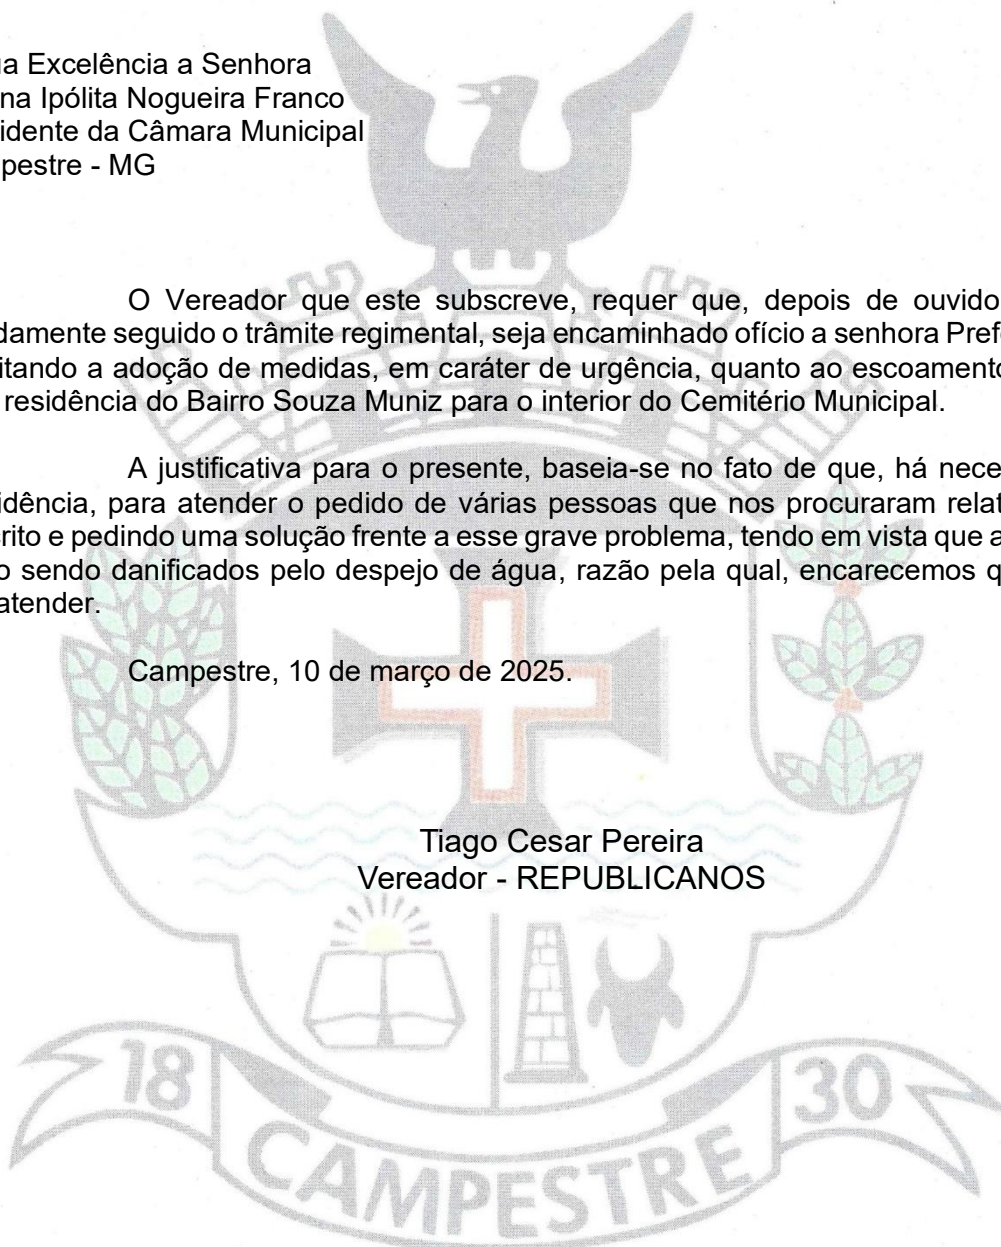 a Excelência a Senhora
na Ipólita Nogueira Franco
idente da Câmara Municipal
pestre - MG
O Vereador que este subscreve, requer que, depois de ouvido
damente seguido o trâmite regimental, seja encaminhado ofício a senhora Prefe
itando a adoção de medidas, em caráter de urgência, quanto ao escoamento
residência do Bairro Souza Muniz para o interior do Cemitério Municipal.
A justificativa para o presente, baseia-se no fato de que, há nece
idência, para atender o pedido de várias pessoas que nos procuraram relat
rito e pedindo uma solução frente a esse grave problema, tendo em vista que a
o sendo danificados pelo despejo de água, razão pela qual, encarecemos q
atender.
Campestre, 10 de março de 2025.
Tiago Cesar Pereira
Vereador - REPUBLICANOS
18 30
CAMPESTRE